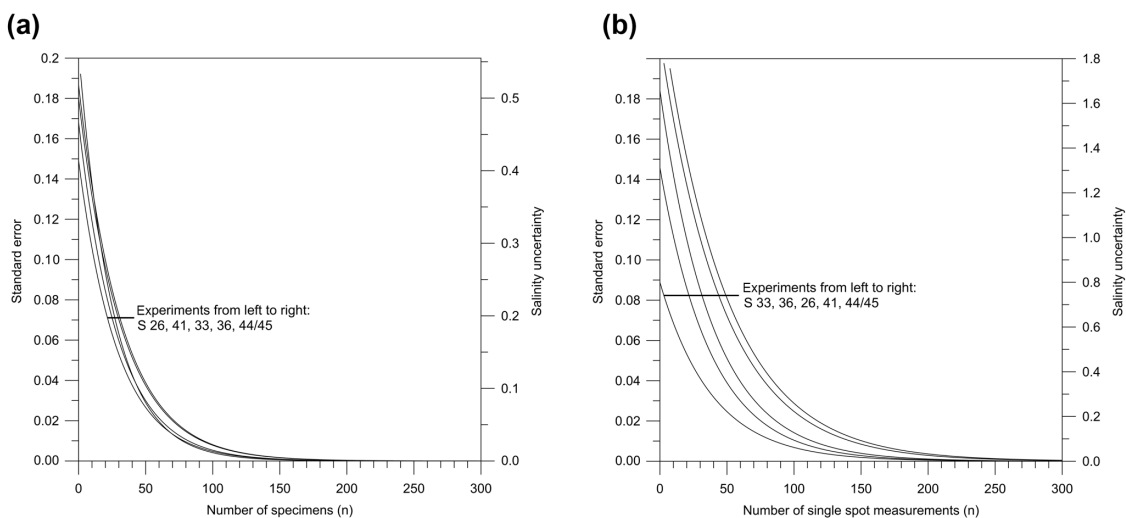 (a)
0.2
0.18
0.16
0.14
0.12
0.10
0.08
0.06
0.04
0.02
0.00
Standard error
0.5
0.4
0.3
0.2
0.1
0.0
Salinity uncertainty
Experiments from left to right:
S 26, 41, 33, 36, 44/45
0 50 100 150 200 250 300
Number of specimens (n)
(b)
0.18
0.16
0.14
0.12
0.10
0.08
0.06
0.04
0.02
0.00
Standard error
1.8
1.6
1.4
1.2
1.0
0.8
0.6
0.4
0.2
0.0
Salinity uncertainty
Experiments from left to right:
S 33, 36, 26, 41, 44/45
0 50 100 150 200 250 300
Number of single spot measurements (n)